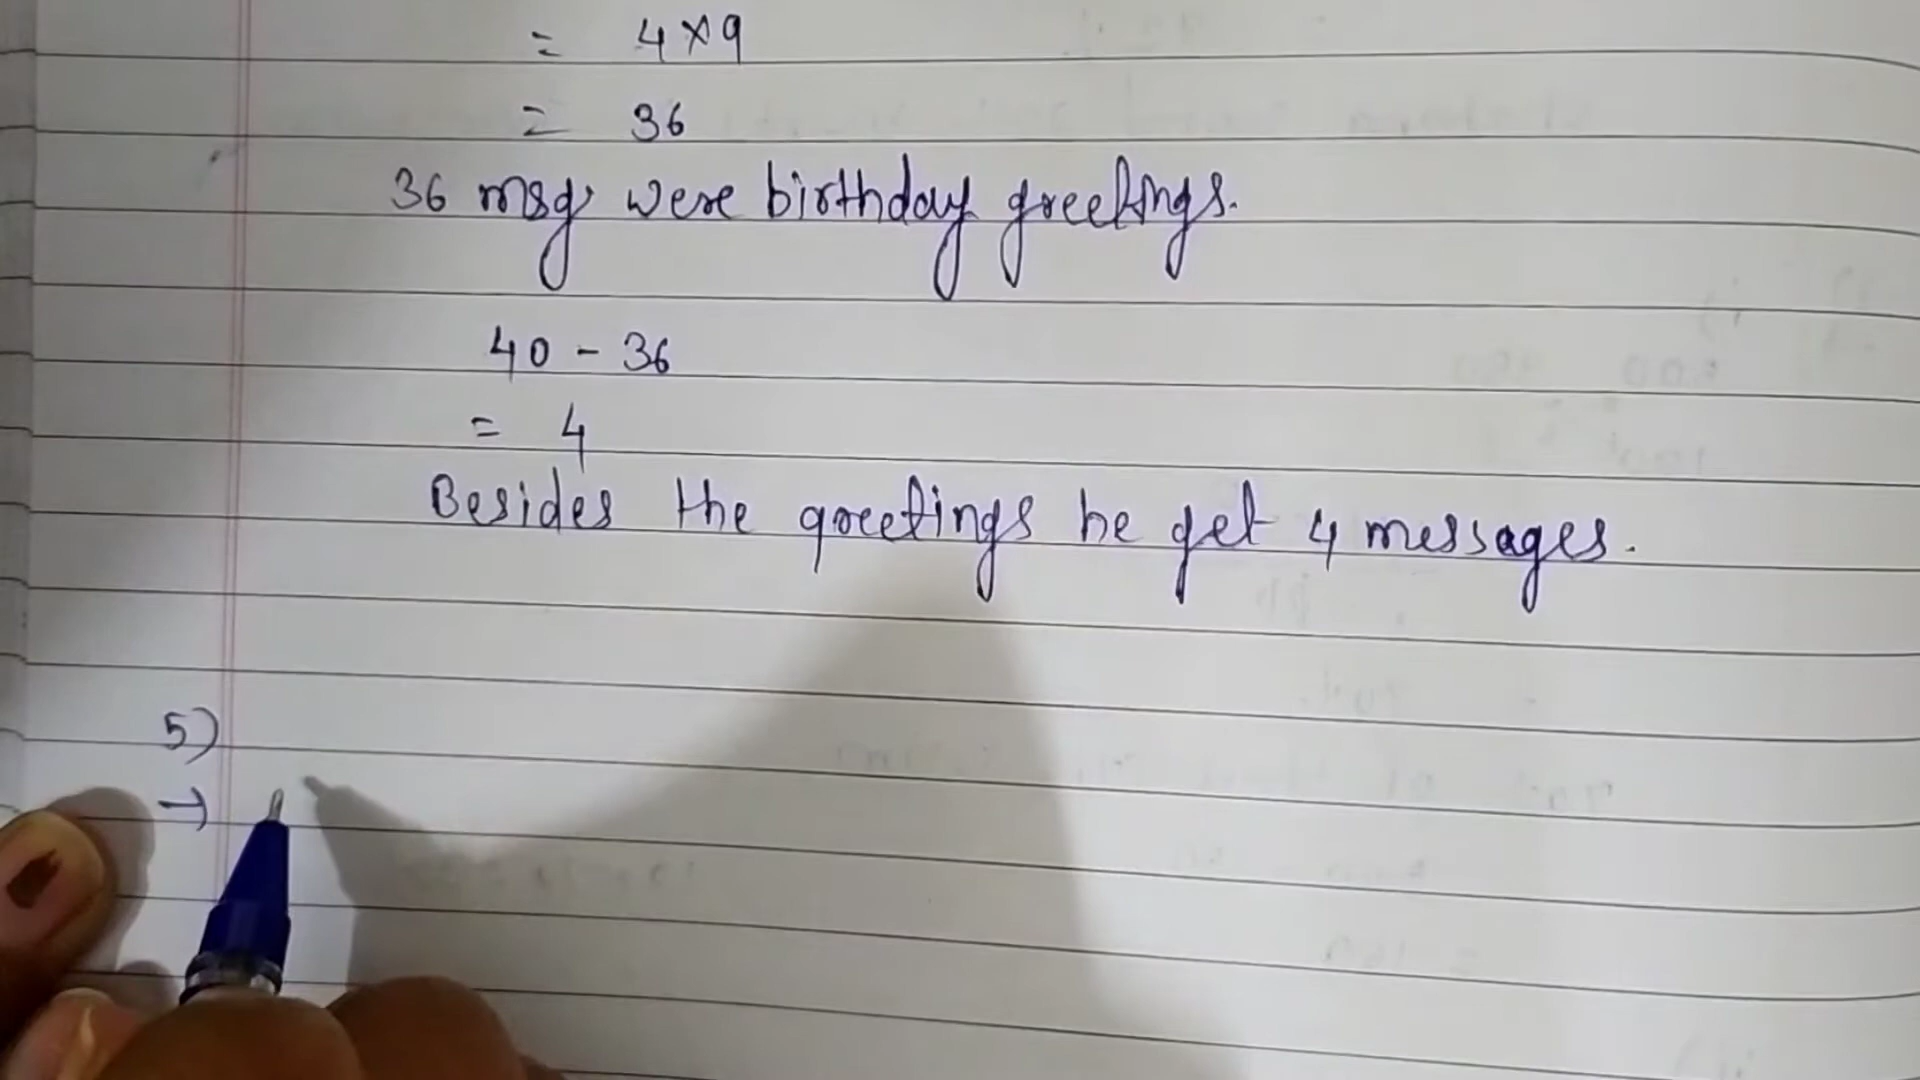 = 4×9
= 36
36 msg were birthday greetings.
40 - 36
= 4
Besides the greetings he get 4 messages.
5)
→